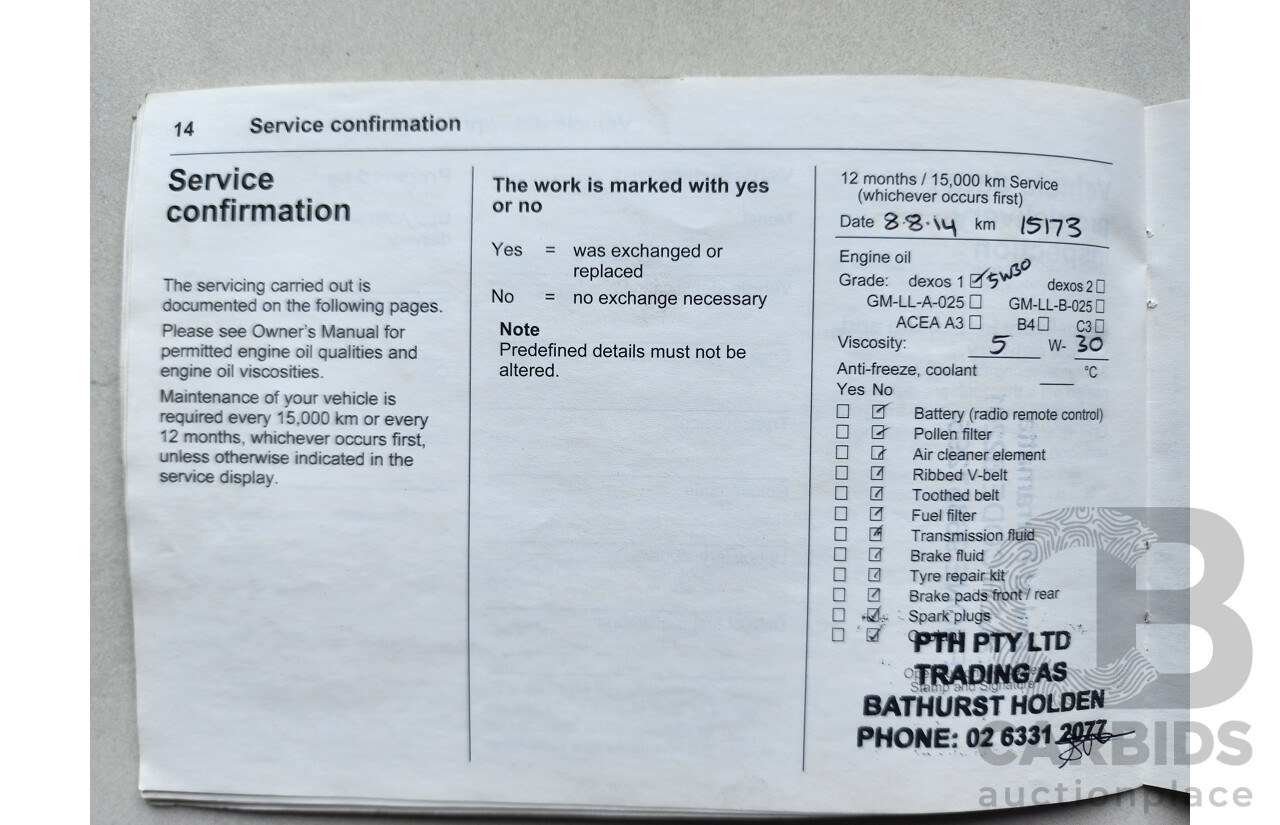 14 Service confirmation
Service
confirmation
The servicing carried out is
documented on the following pages.
Please see Owner's Manual for
permitted engine oil qualities and
engine oil viscosities.
Maintenance of your vehicle is
required every 15,000 km or every
12 months, whichever occurs first,
unless otherwise indicated in the
service display.
The work is marked with yes
or no
Yes = was exchanged or
replaced
No = no exchange necessary
Note
Predefined details must not be
altered.
12 months / 15,000 km Service
(whichever occurs first)
Date 8.8.14 km 15173
Engine oil
Grade: dexos 1 5W30 dexos 2
GM-LL-A-025 GM-LL-B-025
ACEA A3 B4 C3
Viscosity: 5 W- 30
Anti-freeze, coolant °C
Yes No
Battery (radio remote control)
Pollen filter
Air cleaner element
Ribbed V-belt
Toothed belt
Fuel filter
Transmission fluid
Brake fluid
Tyre repair kit
Brake pads front / rear
Spark plugs
PTH PTY LTD
TRADING AS
Stamp and Signature
BATHURST HOLDEN
PHONE: 02 6331 2077
CARBIDS
auctionplace